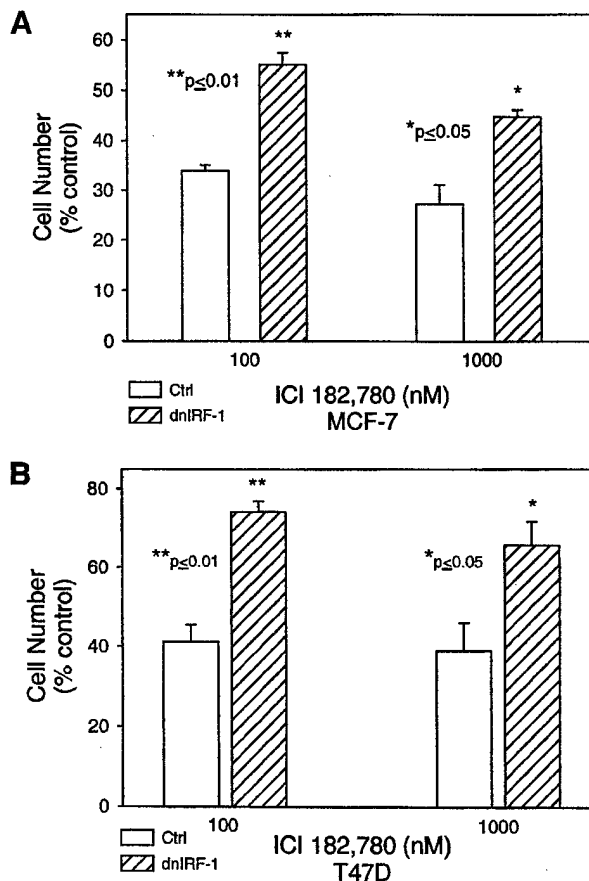 A
Cell Number
(% control)
60
50
40
30
20
10
0
**p≤0.01
**
*p≤0.05
*
100
1000
Ctrl
dnIRF-1
ICI 182,780 (nM)
MCF-7
B
Cell Number
(% control)
80
60
40
20
0
**p≤0.01
**
*p≤0.05
*
100
1000
Ctrl
dnIRF-1
ICI 182,780 (nM)
T47D